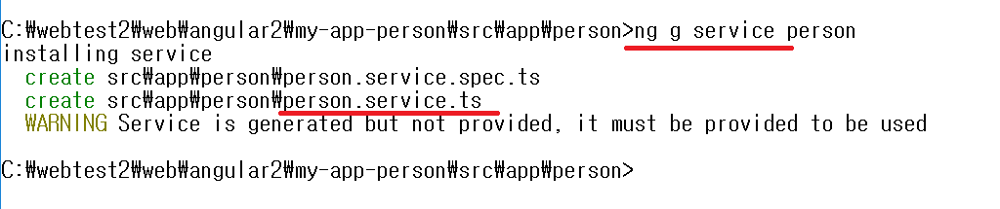 C:₩webtest2₩web₩angular2₩my-app-person₩src₩app₩person>ng g service person
installing service
create src₩app₩person₩person.service.spec.ts
create src₩app₩person₩person.service.ts
WARNING Service is generated but not provided, it must be provided to be used
C:₩webtest2₩web₩angular2₩my-app-person₩src₩app₩person>